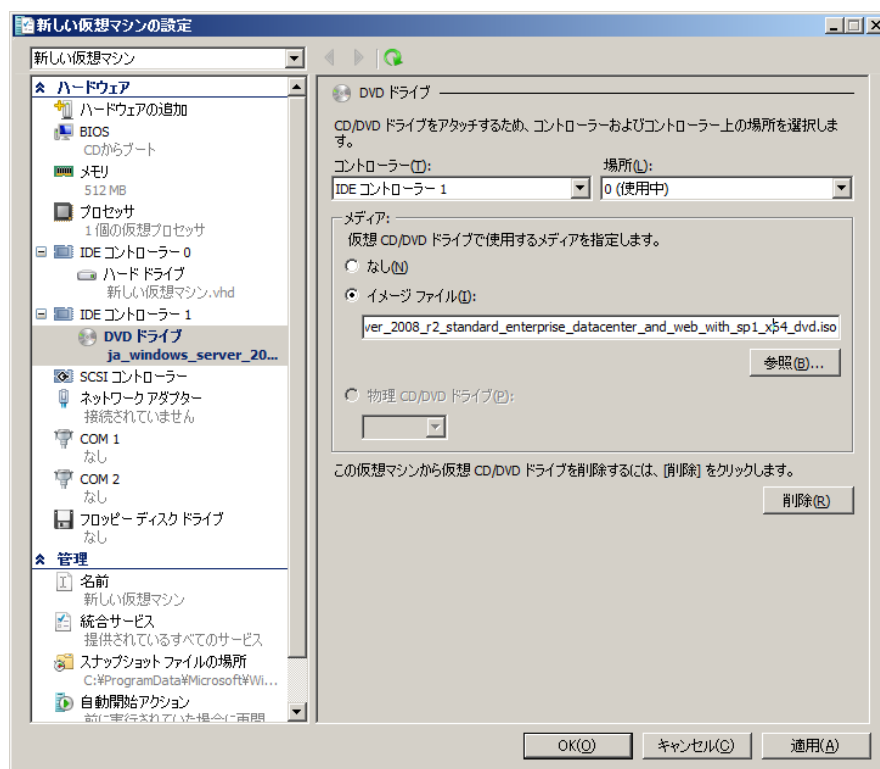 新しい仮想マシンの設定
新しい仮想マシン
ハードウェア
ハードウェアの追加
BIOS
CDからブート
メモリ
512 MB
プロセッサ
1 個の仮想プロセッサ
IDE コントローラー 0
ハード ドライブ
新しい仮想マシン.vhd
IDE コントローラー 1
DVD ドライブ
ja_windows_server_20...
SCSI コントローラー
ネットワーク アダプター
接続されていません
COM 1
なし
COM 2
なし
フロッピー ディスク ドライブ
なし
管理
名前
新しい仮想マシン
統合サービス
提供されているすべてのサービス
スナップショット ファイルの場所
C:¥ProgramData¥Microsoft¥Wi...
自動開始アクション
前に実行されていた場合に再開
DVD ドライブ
CD/DVD ドライブをアタッチするため、コントローラーおよびコントローラー上の場所を選択しま
す。
コントローラー(T):
場所(L):
IDE コントローラー 1
0 (使用中)
メディア:
仮想 CD/DVD ドライブで使用するメディアを指定します。
なし(N)
イメージ ファイル(I):
ver_2008_r2_standard_enterprise_datacenter_and_web_with_sp1_x64_dvd.iso
参照(B)...
物理 CD/DVD ドライブ(P):
この仮想マシンから仮想 CD/DVD ドライブを削除するには、[削除] をクリックします。
削除(R)
OK(O)
キャンセル(C)
適用(A)